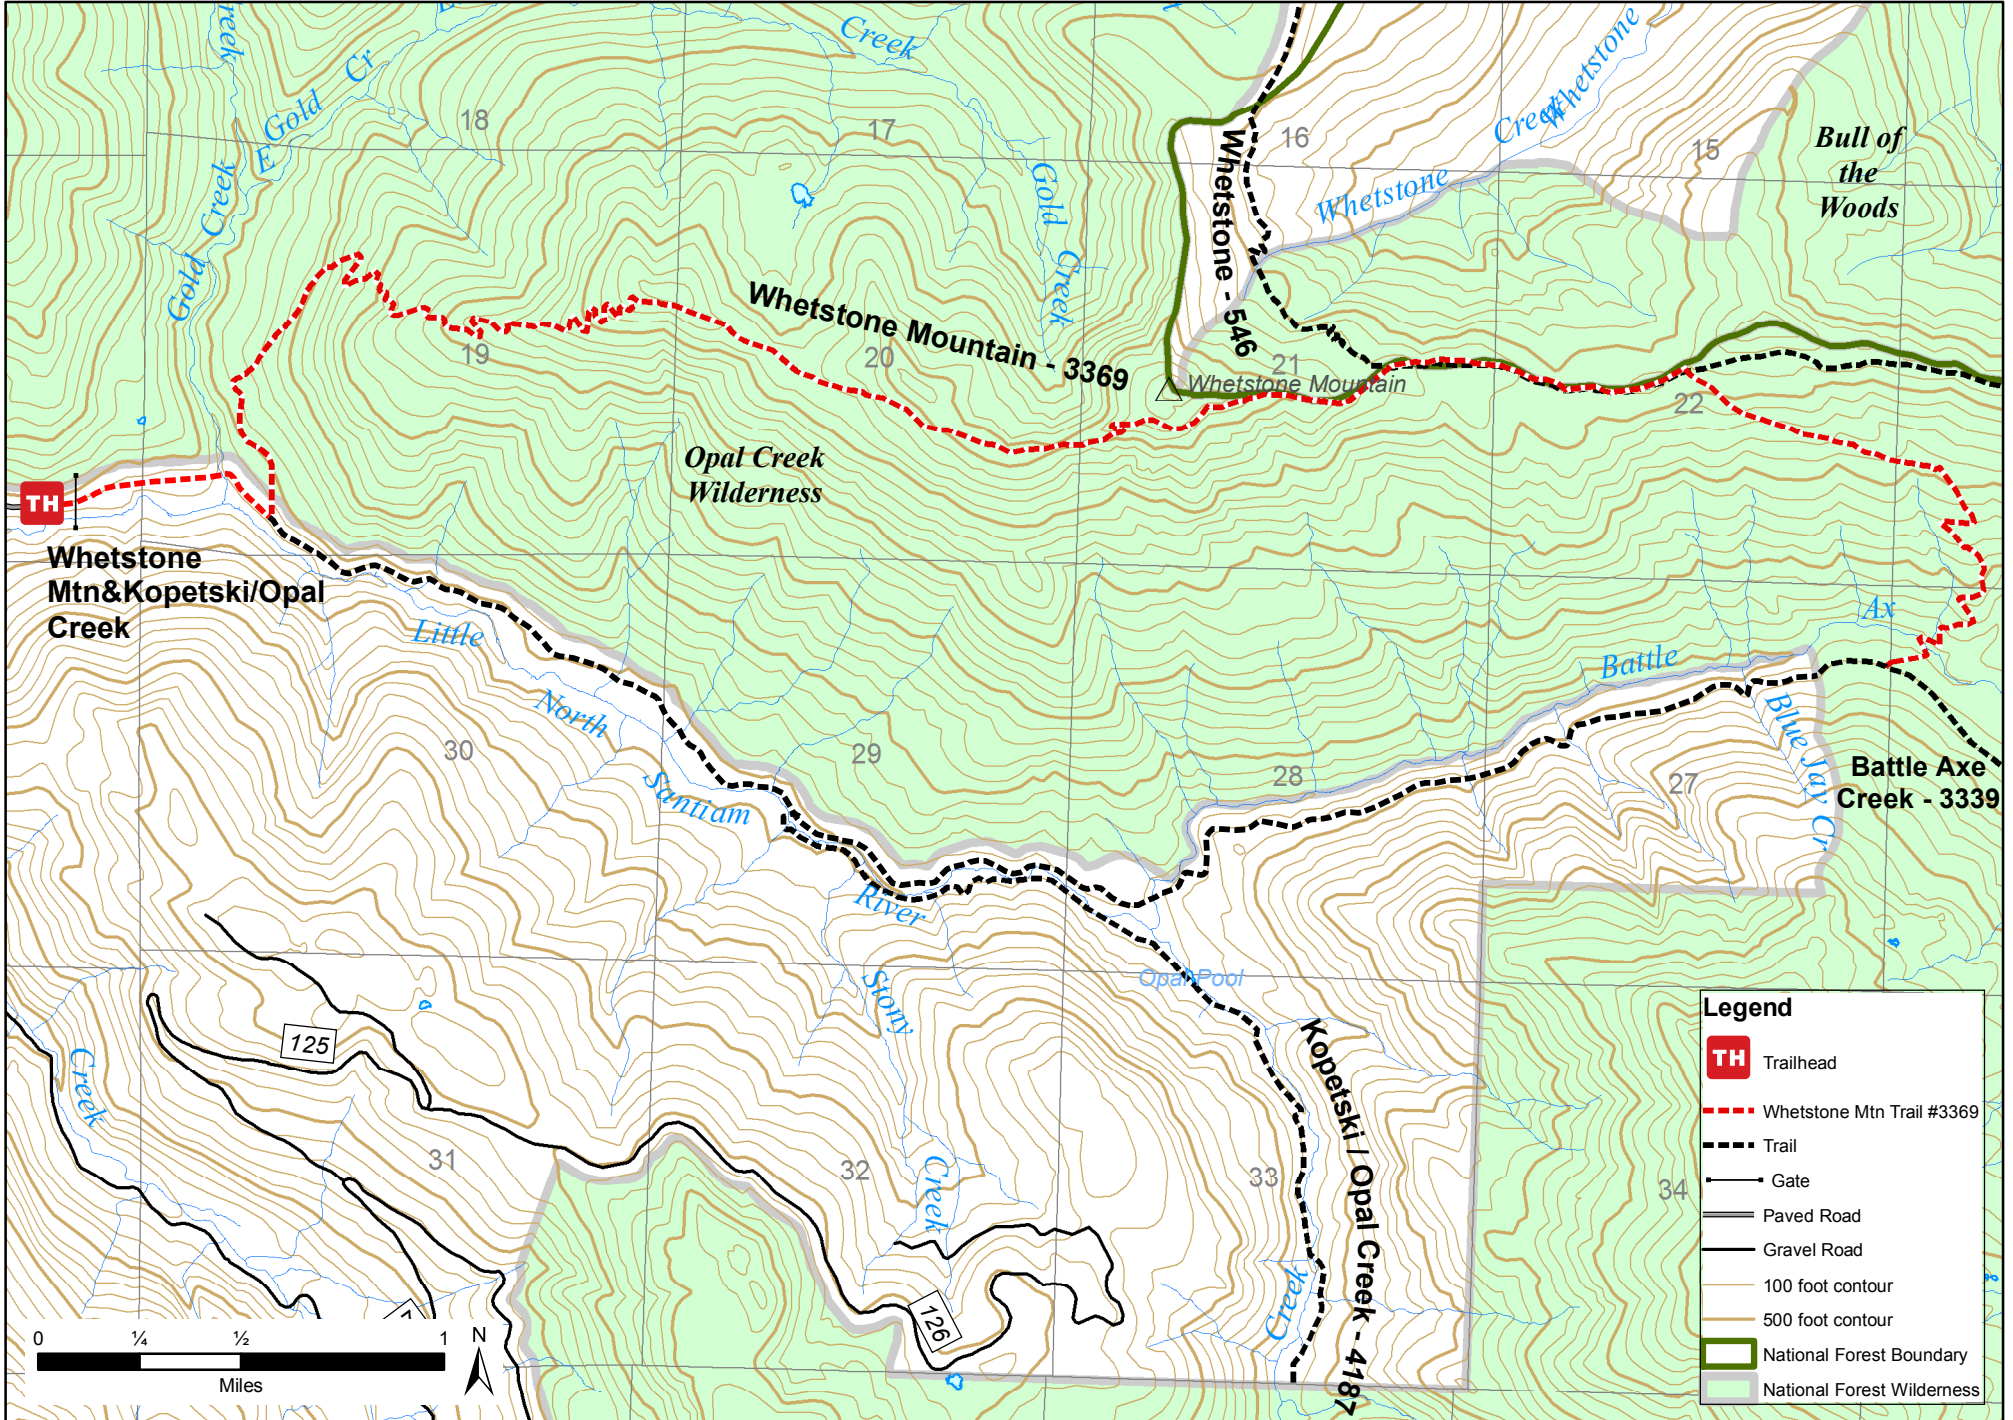 Creek
E
Gold
Cr
E
Creek
Gold
Creek
Gold
Creek
18
17
16
15
Whetstone
Creek
Whetstone
Bull of
the
Woods
Gold
Creek
Whetstone - 546
Whetstone Mountain - 3369
19
20
21
22
Whetstone Mountain
Opal Creek
Wilderness
TH
Whetstone
Mtn&Kopetski/Opal
Creek
Little
North
Santiam
River
Battle
Ax
Blue Jay Cr
30
29
28
27
Battle Axe
Creek - 3339
Opal Pool
Stony
Creek
Creek
125
31
32
33
34
Kopetski / Opal Creek - 4187
Creek
126
0 ¼ ½ 1
Miles
N
Legend
TH Trailhead
Whetstone Mtn Trail #3369
Trail
Gate
Paved Road
Gravel Road
100 foot contour
500 foot contour
National Forest Boundary
National Forest Wilderness